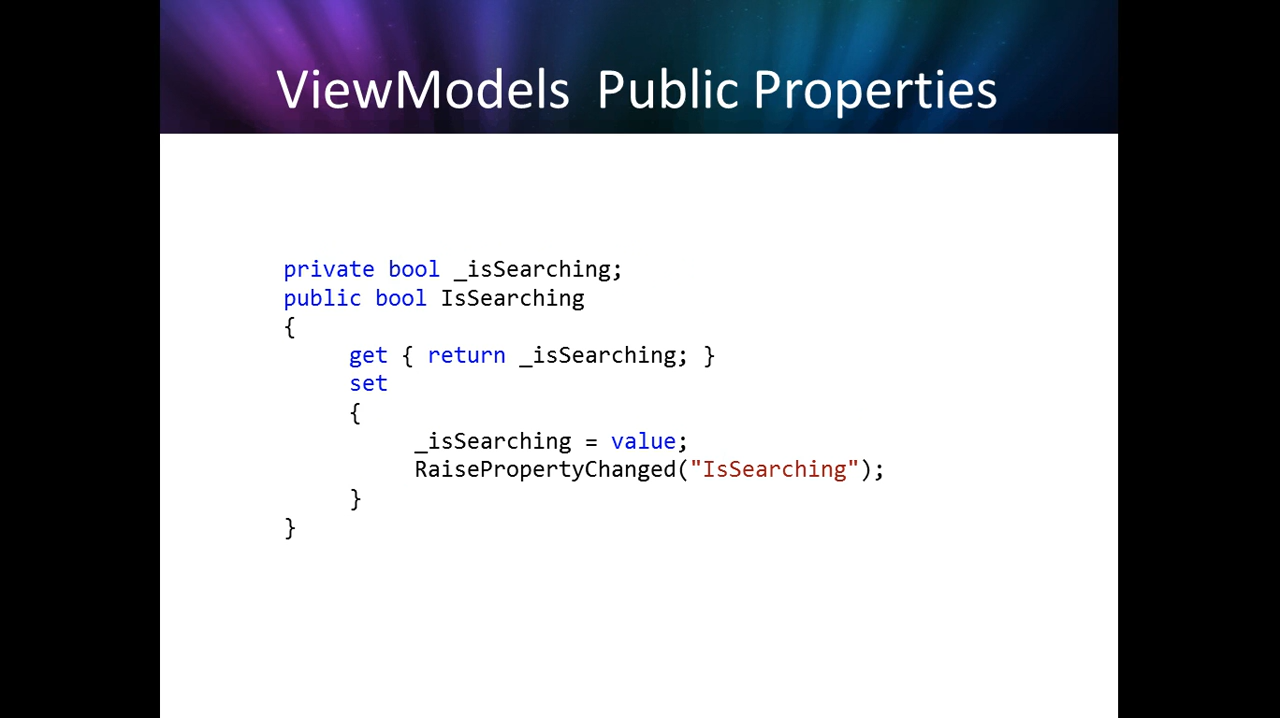 ViewModels  Public Properties
private bool _isSearching;
public bool IsSearching
{
get { return _isSearching; }
set
{
_isSearching = value;
RaisePropertyChanged("IsSearching");
}
}